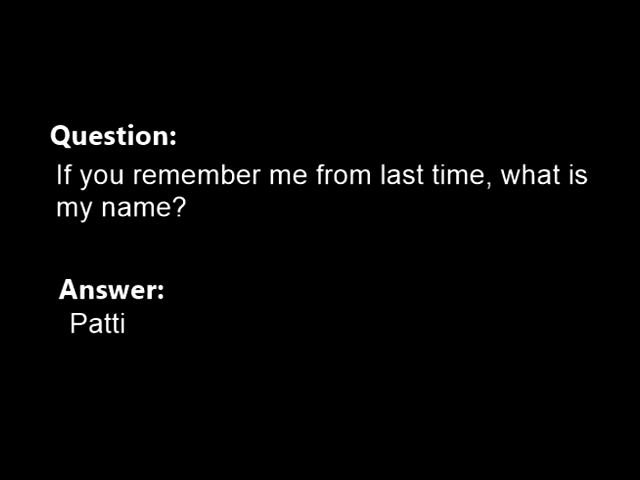 Question:
If you remember me from last time, what is
my name?
Answer:
Patti